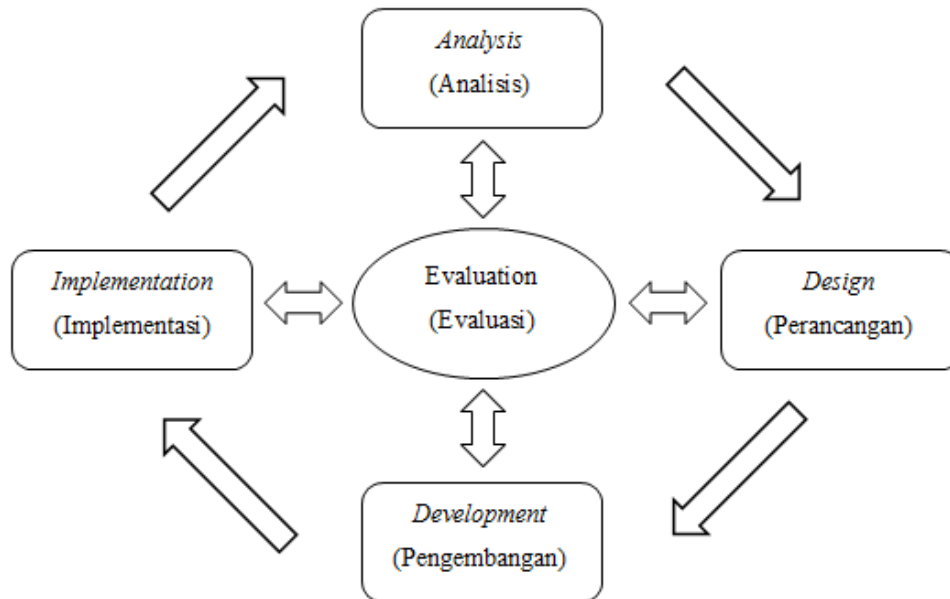 Analysis
(Analisis)
Implementation
(Implementasi)
Evaluation
(Evaluasi)
Design
(Perancangan)
Development
(Pengembangan)